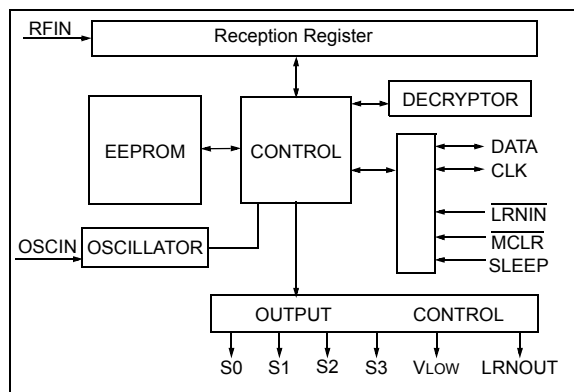 RFIN
Reception Register
DECRYPTOR
EEPROM
CONTROL
DATA
CLK
LRNIN
MCLR
SLEEP
OSCIN
OSCILLATOR
OUTPUT CONTROL
S0 S1 S2 S3 VLOW LRNOUT